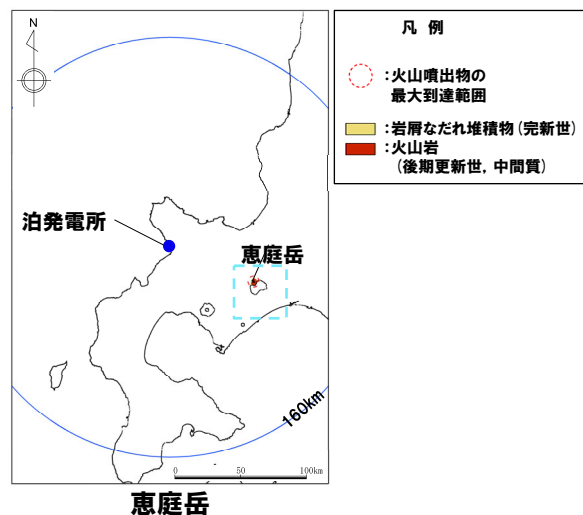 N
泊発電所
恵庭岳
160km
0 50 100km
恵庭岳
凡 例
:火山噴出物の
最大到達範囲
:岩屑なだれ堆積物(完新世)
:火山岩
(後期更新世, 中間質)